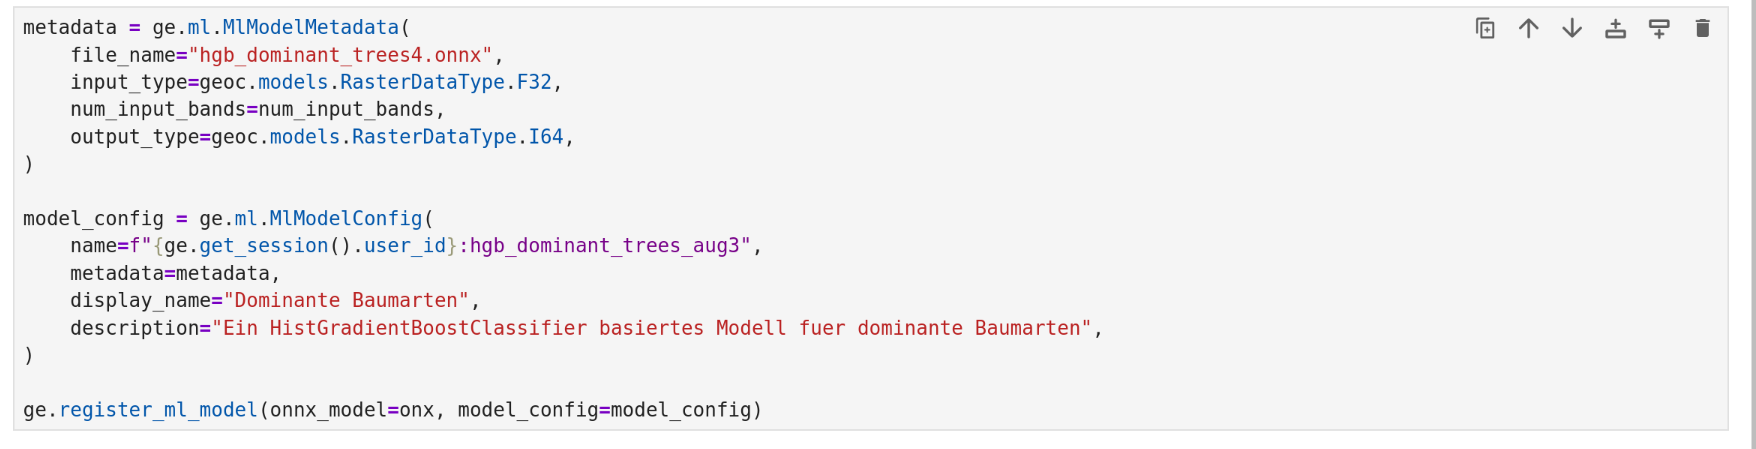 metadata = ge.ml.MlModelMetadata(
    file_name="hgb_dominant_trees4.onnx",
    input_type=geoc.models.RasterDataType.F32,
    num_input_bands=num_input_bands,
    output_type=geoc.models.RasterDataType.I64,
)

model_config = ge.ml.MlModelConfig(
    name=f"{ge.get_session().user_id}:hgb_dominant_trees_aug3",
    metadata=metadata,
    display_name="Dominante Baumarten",
    description="Ein HistGradientBoostClassifier basiertes Modell fuer dominante Baumarten",
)

ge.register_ml_model(onnx_model=onx, model_config=model_config)